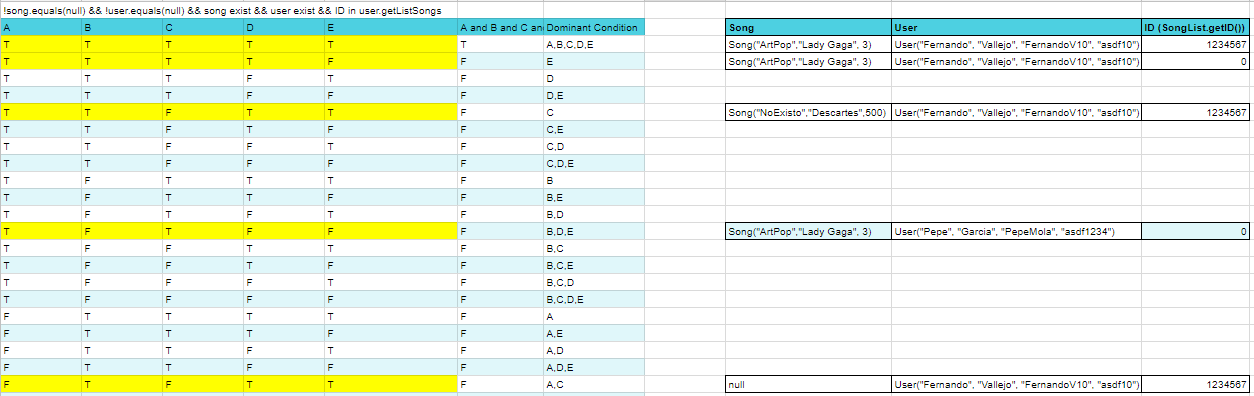 !song.equals(null) && !user.equals(null) && song exist && user exist && ID in user.getListSongs
A B C D E A and B and C an Dominant Condition Song User ID (SongList.getID())
T T T T T T A,B,C,D,E Song("ArtPop","Lady Gaga", 3) User("Fernando", "Vallejo", "FernandoV10", "asdf10") 1234567
T T T T F F E Song("ArtPop","Lady Gaga", 3) User("Fernando", "Vallejo", "FernandoV10", "asdf10") 0
T T T F T F D
T T T F F F D,E
T T F T T F C Song("NoExisto","Descartes",500) User("Fernando", "Vallejo", "FernandoV10", "asdf10") 1234567
T T F T F F C,E
T T F F T F C,D
T T F F F F C,D,E
T F T T T F B
T F T T F F B,E
T F T F T F B,D
T F T F F F B,D,E Song("ArtPop","Lady Gaga", 3) User("Pepe", "Garcia", "PepeMola", "asdf1234") 0
T F F T T F B,C
T F F T F F B,C,E
T F F F T F B,C,D
T F F F F F B,C,D,E
F T T T T F A
F T T T F F A,E
F T T F T F A,D
F T T F F F A,D,E
F T F T T F A,C null User("Fernando", "Vallejo", "FernandoV10", "asdf10") 1234567